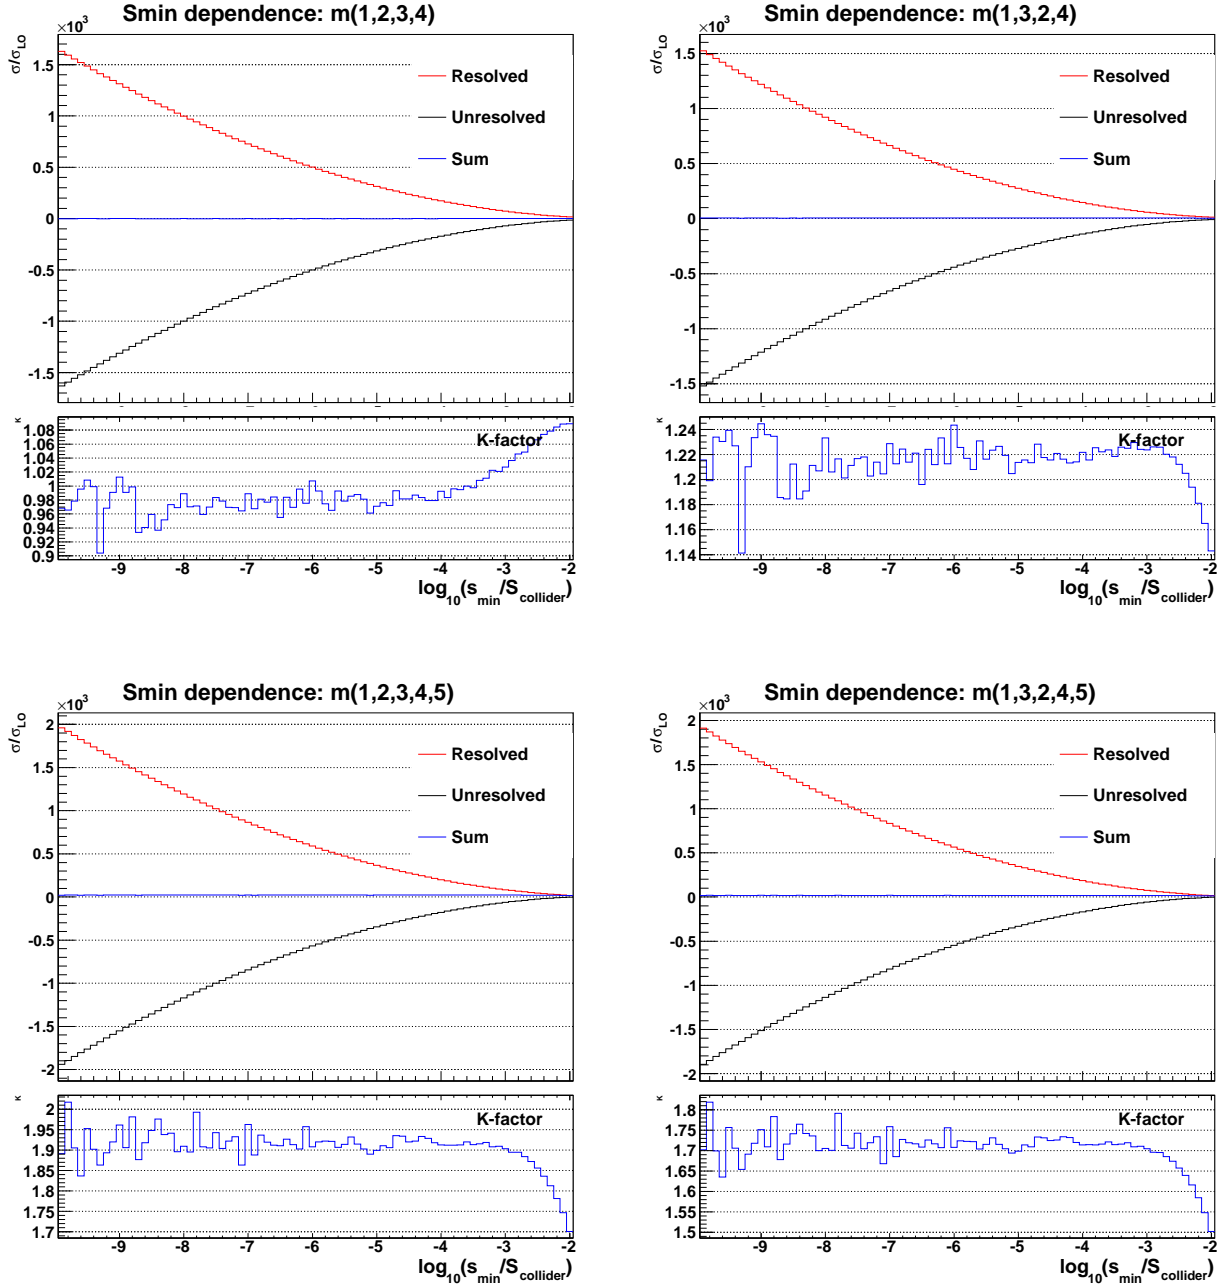 Smin dependence: m(1,2,3,4)
×10³
σ/σ_LO
1.5
1
0.5
0
-0.5
-1
-1.5
Resolved
Unresolved
Sum
κ
1.08
1.06
1.04
1.02
1
0.98
0.96
0.94
0.92
0.9
K-factor
-9 -8 -7 -6 -5 -4 -3 -2
log₁₀(s_min/S_collider)
Smin dependence: m(1,3,2,4)
×10³
σ/σ_LO
1.5
1
0.5
0
-0.5
-1
-1.5
Resolved
Unresolved
Sum
κ
1.24
1.22
1.2
1.18
1.16
1.14
K-factor
-9 -8 -7 -6 -5 -4 -3 -2
log₁₀(s_min/S_collider)
Smin dependence: m(1,2,3,4,5)
×10³
σ/σ_LO
2
1.5
1
0.5
0
-0.5
-1
-1.5
-2
Resolved
Unresolved
Sum
κ
2
1.95
1.9
1.85
1.8
1.75
1.7
K-factor
-9 -8 -7 -6 -5 -4 -3 -2
log₁₀(s_min/S_collider)
Smin dependence: m(1,3,2,4,5)
×10³
σ/σ_LO
2
1.5
1
0.5
0
-0.5
-1
-1.5
-2
Resolved
Unresolved
Sum
κ
1.8
1.75
1.7
1.65
1.6
1.55
1.5
K-factor
-9 -8 -7 -6 -5 -4 -3 -2
log₁₀(s_min/S_collider)